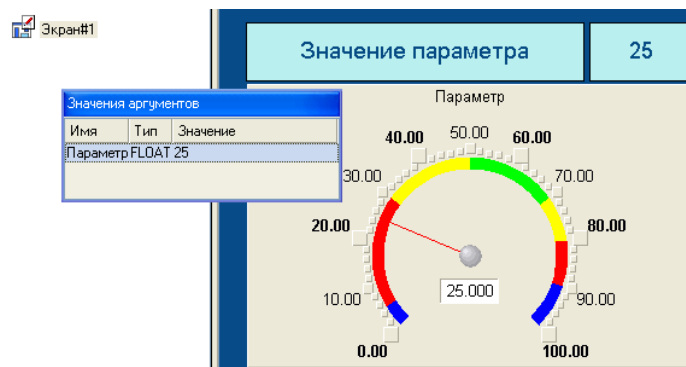 Экран#1
Значение параметра 25
Значения аргументов
Имя Тип Значение
Параметр FLOAT 25
Параметр
40.00 50.00 60.00
30.00 70.00
20.00 80.00
25.000
10.00 90.00
0.00 100.00